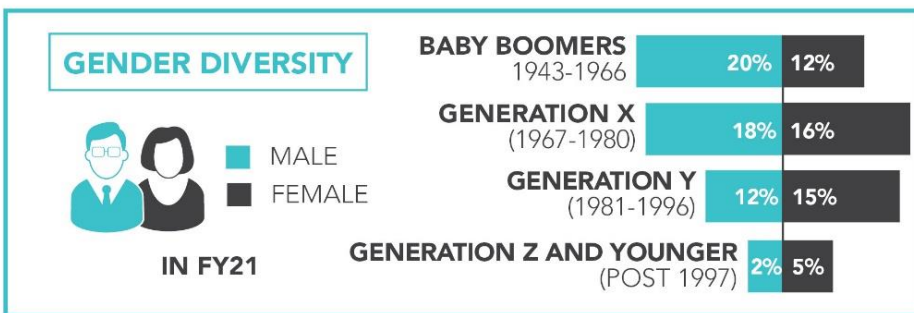 GENDER DIVERSITY
MALE
FEMALE
IN FY21
BABY BOOMERS
1943-1966
20% 12%
GENERATION X
(1967-1980)
18% 16%
GENERATION Y
(1981-1996)
12% 15%
GENERATION Z AND YOUNGER
(POST 1997)
2% 5%